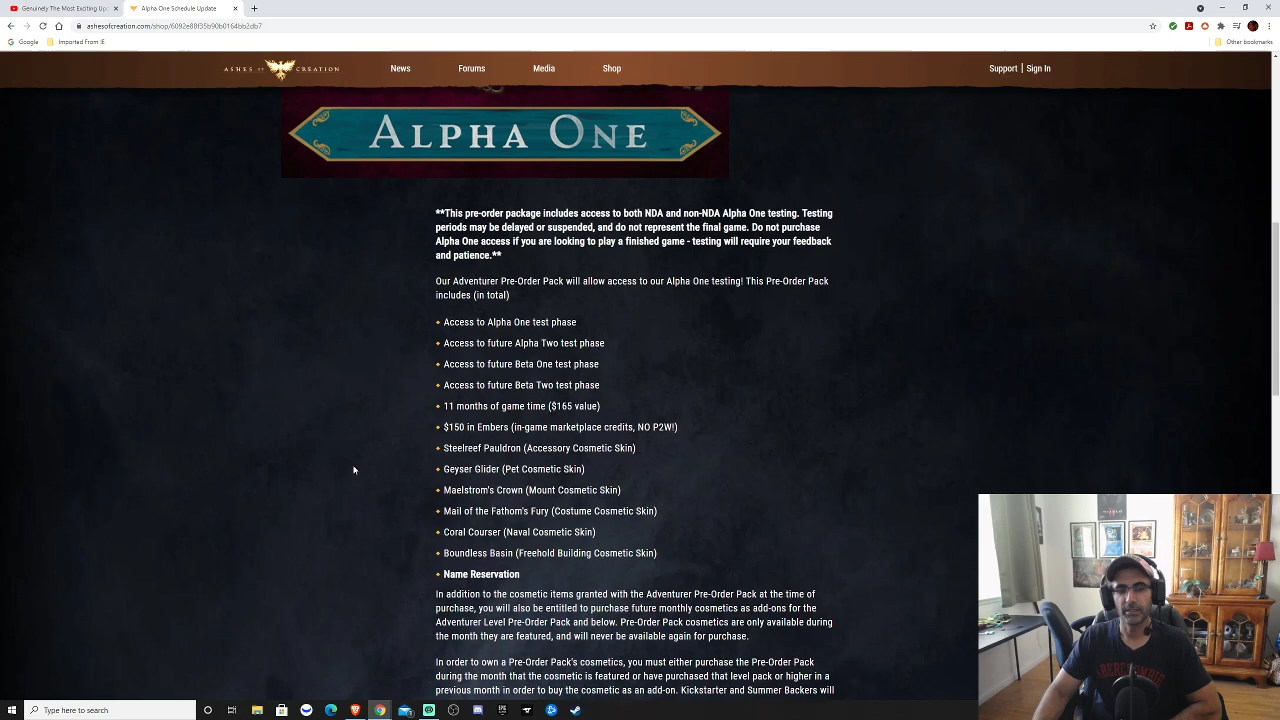 Genuinely The Most Exciting Up
Alpha One Schedule Update
ashesofcreation.com/shop/6092e88f35b90b0164bb2db7
Google
Imported From IE
Other bookmarks
ASHES OF CREATION
News
Forums
Media
Shop
Support | Sign In
ALPHA ONE
**This pre-order package includes access to both NDA and non-NDA Alpha One testing. Testing
periods may be delayed or suspended, and do not represent the final game. Do not purchase
Alpha One access if you are looking to play a finished game - testing will require your feedback
and patience.**
Our Adventurer Pre-Order Pack will allow access to our Alpha One testing! This Pre-Order Pack
includes (in total)
Access to Alpha One test phase
Access to future Alpha Two test phase
Access to future Beta One test phase
Access to future Beta Two test phase
11 months of game time ($165 value)
$150 in Embers (in-game marketplace credits, NO P2W!)
Steelreef Pauldron (Accessory Cosmetic Skin)
Geyser Glider (Pet Cosmetic Skin)
Maelstrom's Crown (Mount Cosmetic Skin)
Mail of the Fathom's Fury (Costume Cosmetic Skin)
Coral Courser (Naval Cosmetic Skin)
Boundless Basin (Freehold Building Cosmetic Skin)
Name Reservation
In addition to the cosmetic items granted with the Adventurer Pre-Order Pack at the time of
purchase, you will also be entitled to purchase future monthly cosmetics as add-ons for the
Adventurer Level Pre-Order Pack and below. Pre-Order Pack cosmetics are only available during
the month they are featured, and will never be available again for purchase.
In order to own a Pre-Order Pack's cosmetics, you must either purchase the Pre-Order Pack
during the month that the cosmetic is featured or have purchased that level pack or higher in a
previous month in order to buy the cosmetic as an add-on. Kickstarter and Summer Backers will
Type here to search